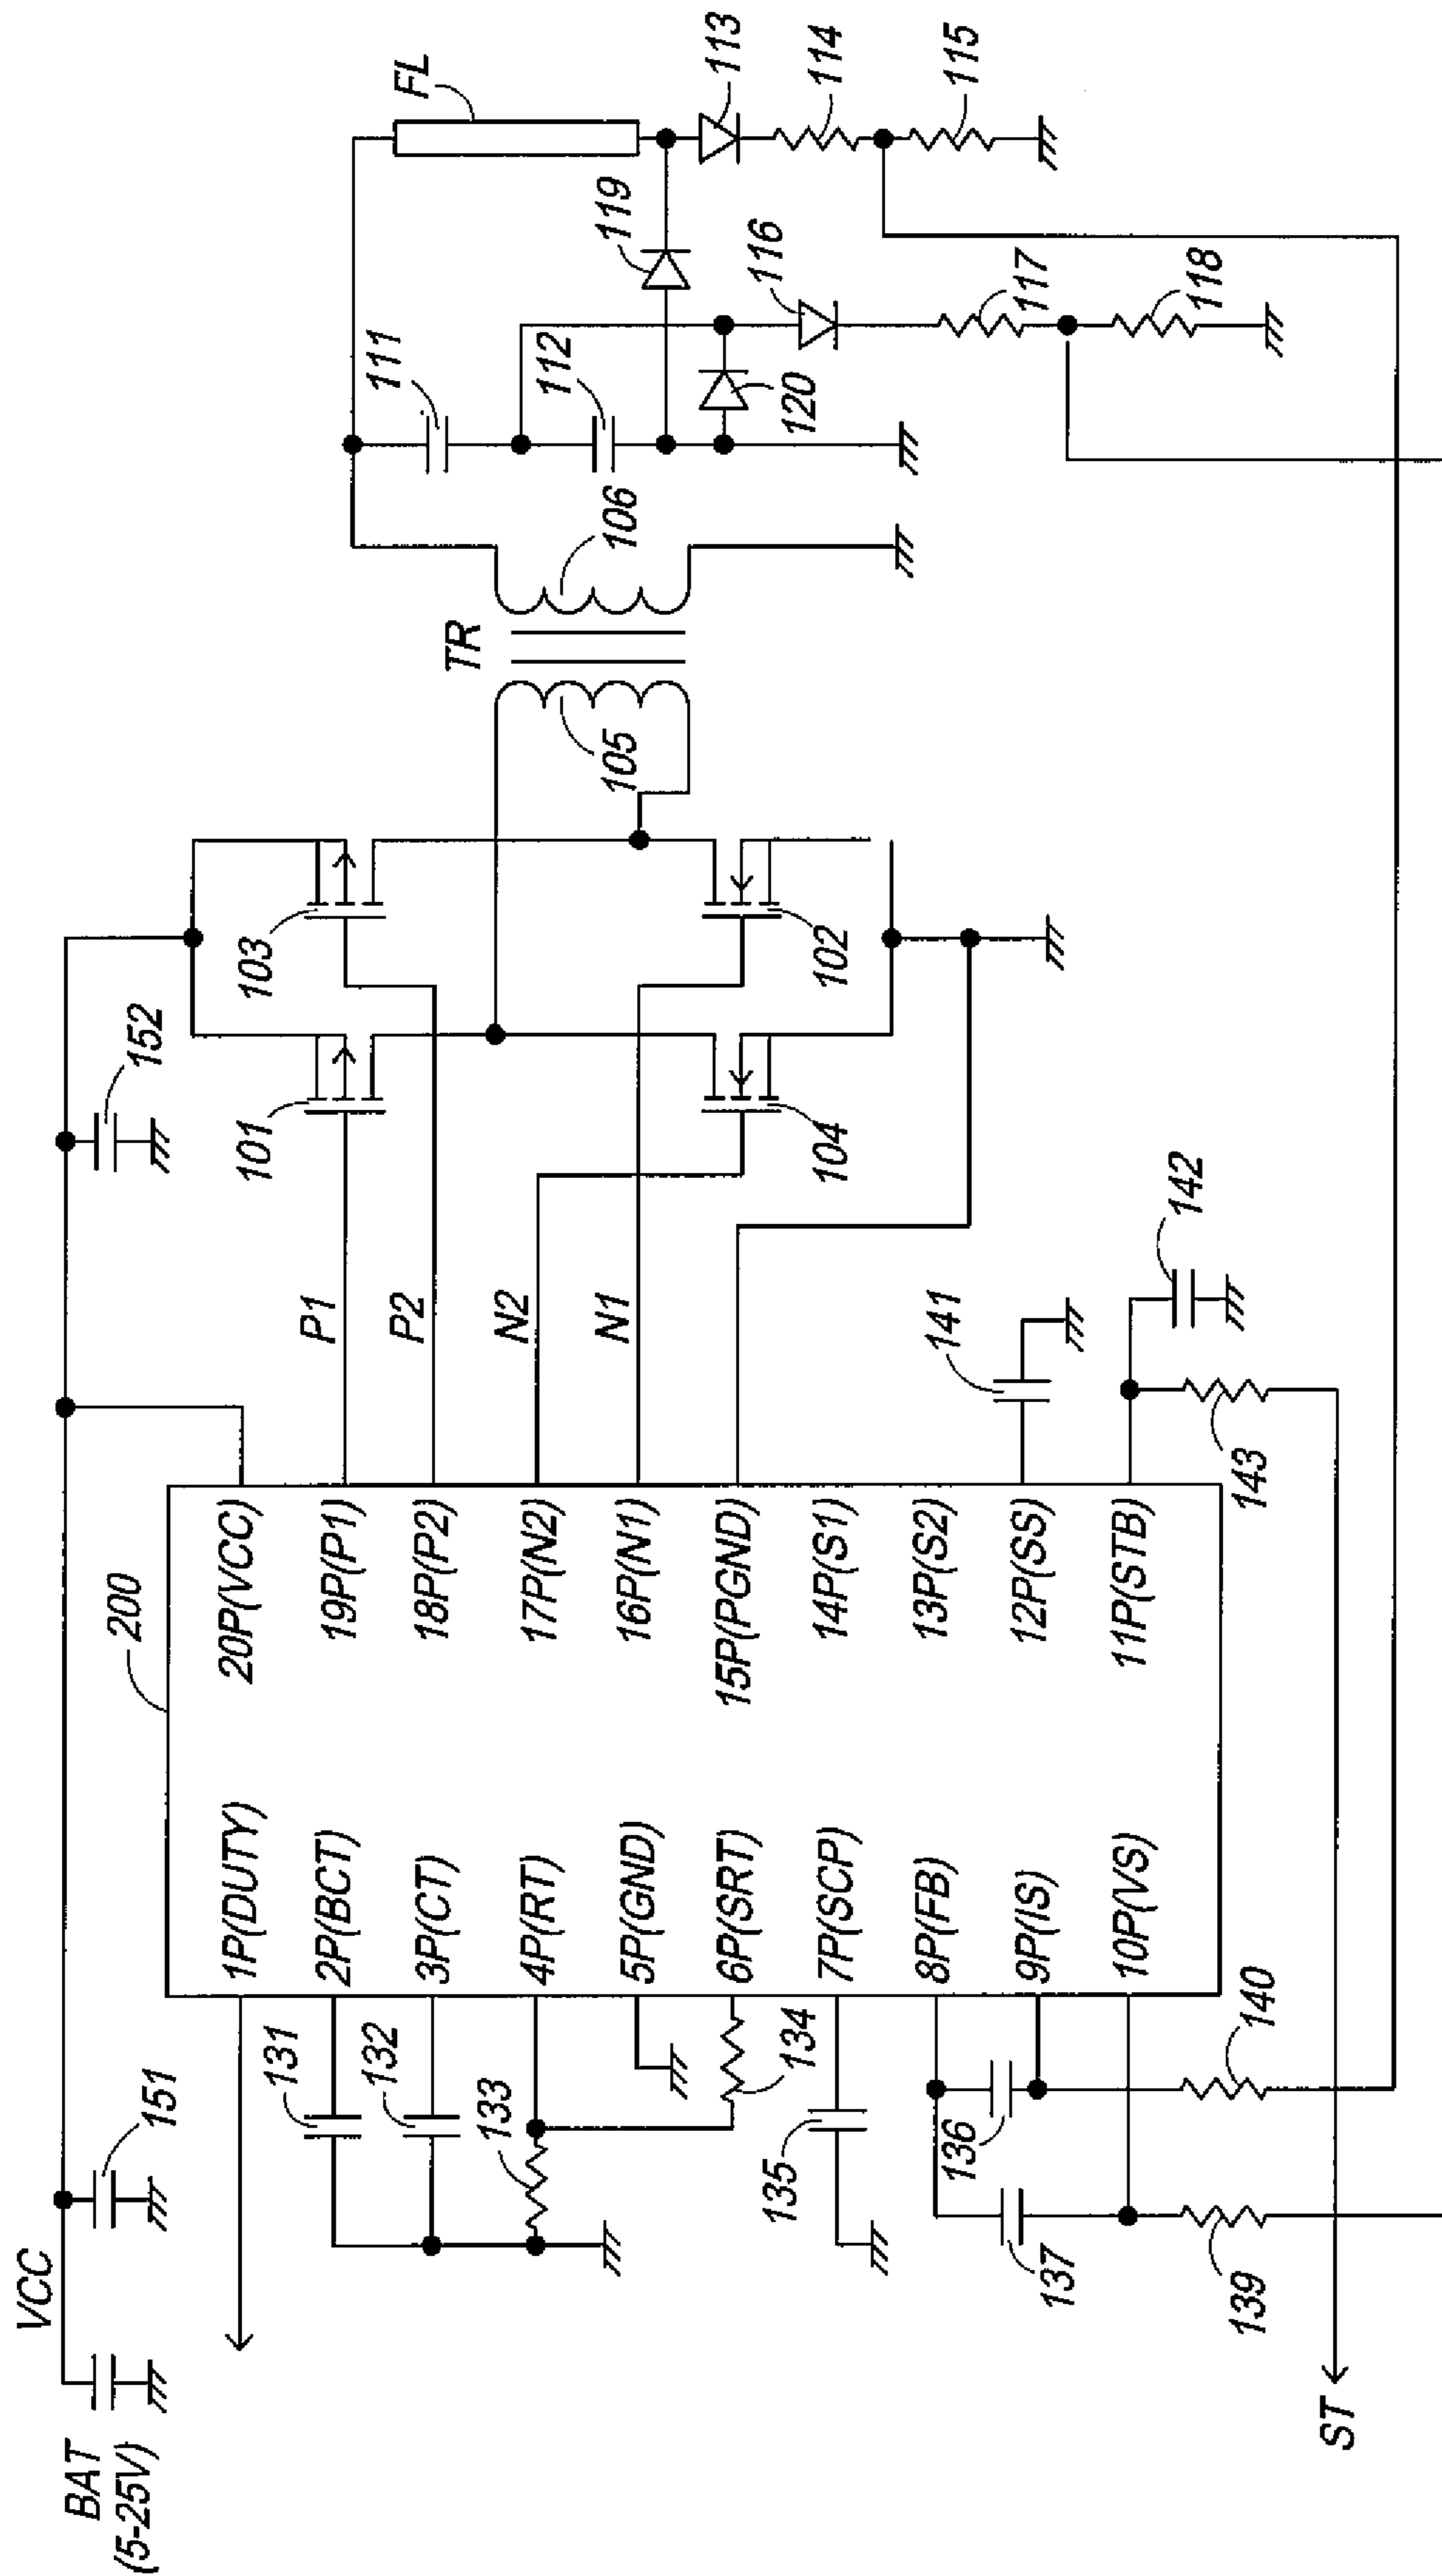 VCC
BAT
(5-25V)
151
152
200
1P(DUTY)
2P(BCT)
3P(CT)
4P(RT)
5P(GND)
6P(SRT)
7P(SCP)
8P(FB)
9P(IS)
10P(VS)
20P(VCC)
19P(P1)
18P(P2)
17P(N2)
16P(N1)
15P(PGND)
14P(S1)
13P(S2)
12P(SS)
11P(STB)
131
132
133
134
135
136
137
139
140
ST
P1
P2
N2
N1
141
142
143
101
103
104
102
105
TR
106
111
112
119
120
116
117
118
FL
113
114
115